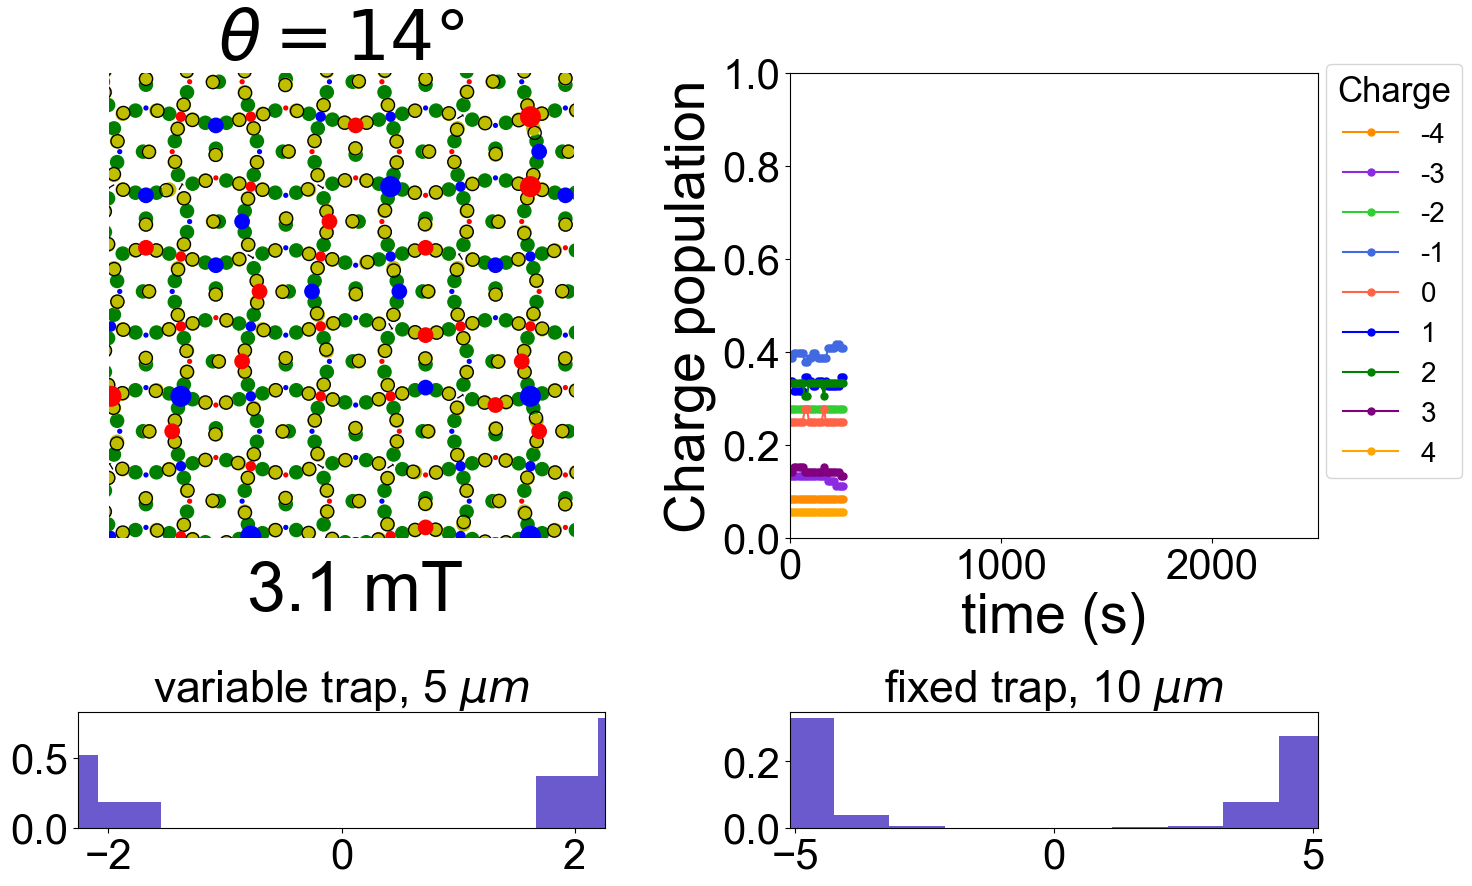 θ = 14°
3.1 mT
Charge population
1.0
0.8
0.6
0.4
0.2
0.0
0 1000 2000
time (s)
Charge
-4
-3
-2
-1
0
1
2
3
4
variable trap, 5 μm
0.5
0.0
−2 0 2
fixed trap, 10 μm
0.2
0.0
−5 0 5